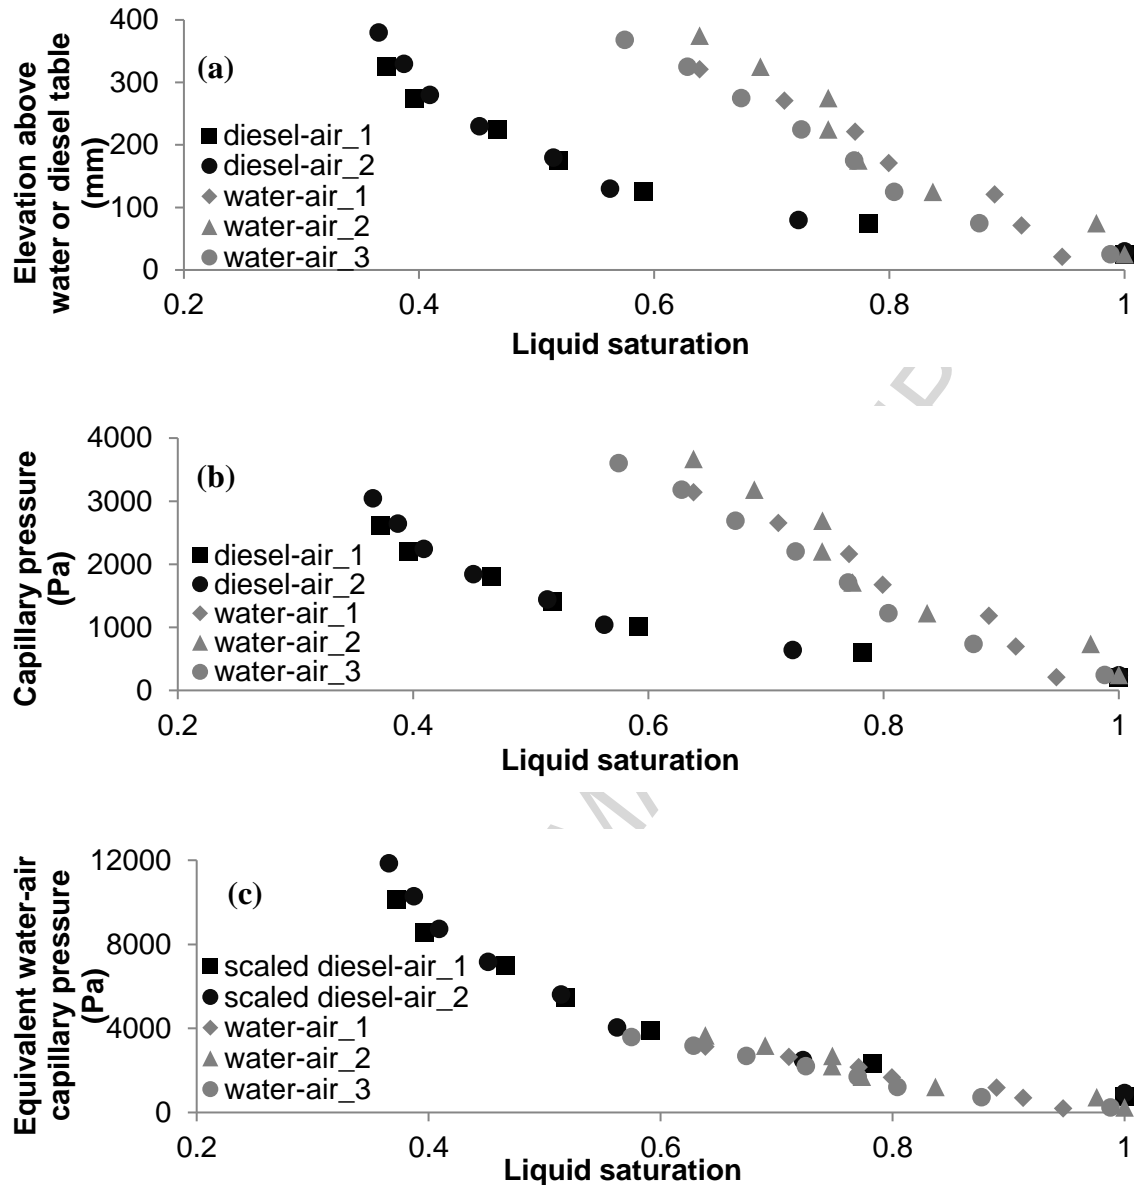 400
300
200
100
0
Elevation above
water or diesel table
(mm)
(a)
diesel-air_1
diesel-air_2
water-air_1
water-air_2
water-air_3
0.2
0.4
0.6
0.8
1
Liquid saturation
4000
3000
2000
1000
0
Capillary pressure
(Pa)
(b)
diesel-air_1
diesel-air_2
water-air_1
water-air_2
water-air_3
0.2
0.4
0.6
0.8
1
Liquid saturation
12000
8000
4000
0
Equivalent water-air
capillary pressure
(Pa)
(c)
scaled diesel-air_1
scaled diesel-air_2
water-air_1
water-air_2
water-air_3
0.2
0.4
0.6
0.8
1
Liquid saturation